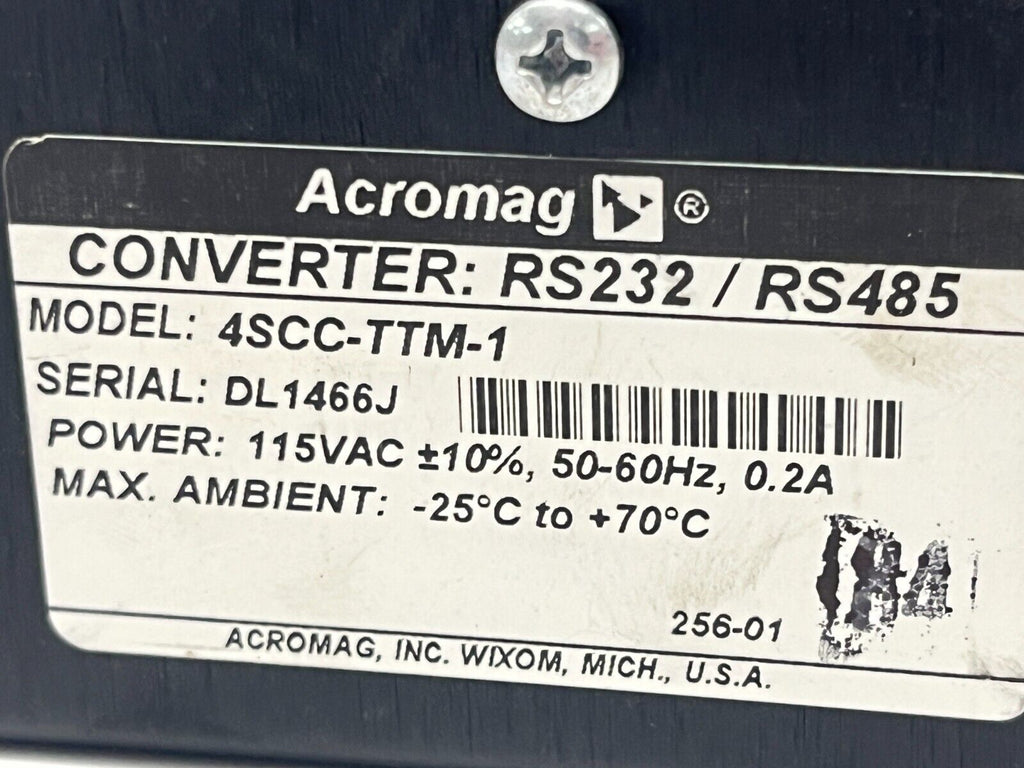 Acromag ®
CONVERTER: RS232 / RS485
MODEL: 4SCC-TTM-1
SERIAL: DL1466J
POWER: 115VAC ±10%, 50-60Hz, 0.2A
MAX. AMBIENT: -25°C to +70°C
256-01
ACROMAG, INC. WIXOM, MICH., U.S.A.